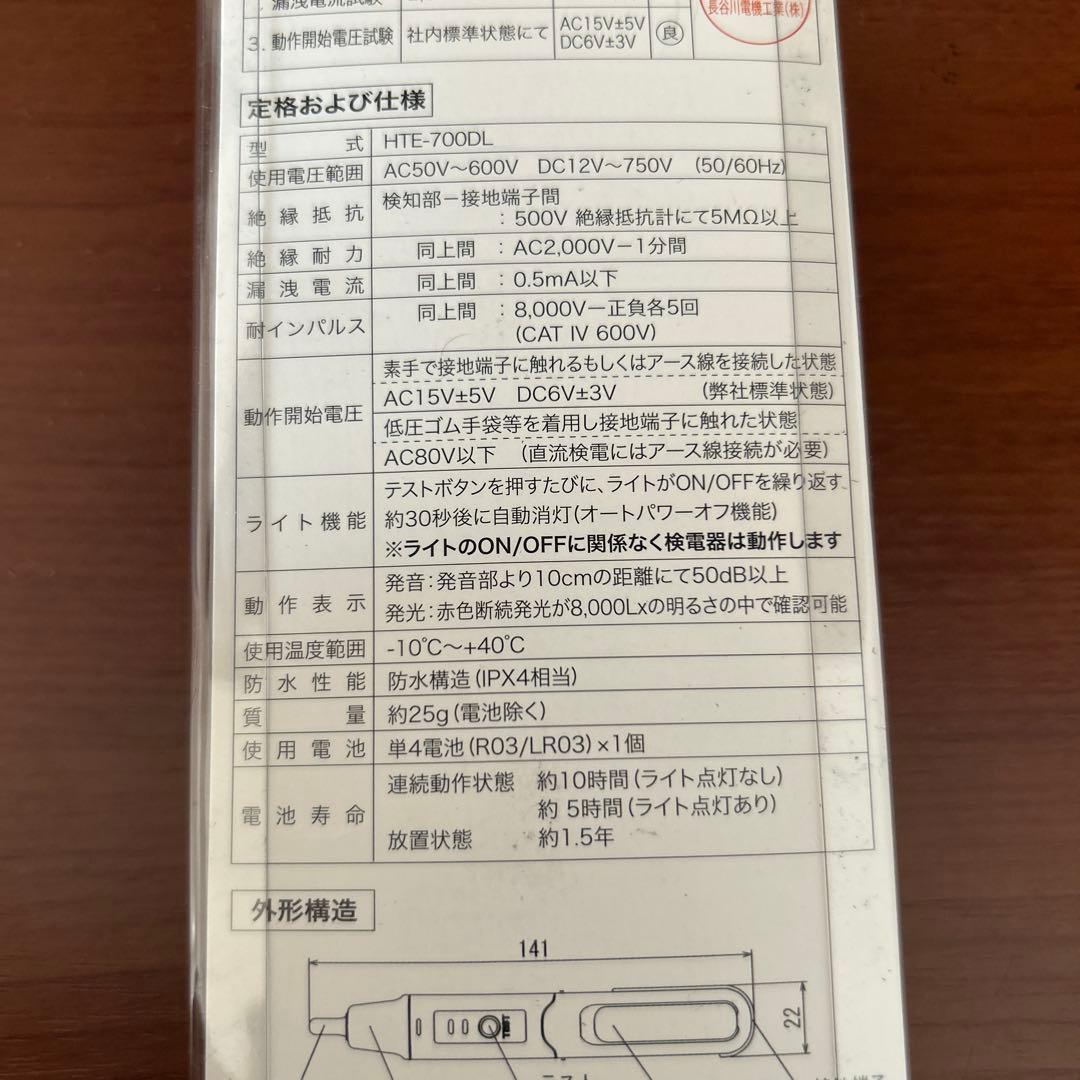 漏洩電流試験
長谷川電機工業(株)
3. 動作開始電圧試験 社内標準状態にて AC15V±5V DC6V±3V 良
定格および仕様
型式 HTE-700DL
使用電圧範囲 AC50V～600V DC12V～750V (50/60Hz)
絶縁抵抗 検知部－接地端子間
：500V 絶縁抵抗計にて5MΩ以上
絶縁耐力 同上間 ：AC2,000V－1分間
漏洩電流 同上間 ：0.5mA以下
耐インパルス 同上間 ：8,000V－正負各5回
(CAT Ⅳ 600V)
動作開始電圧 素手で接地端子に触れるもしくはアース線を接続した状態
AC15V±5V DC6V±3V (弊社標準状態)
低圧ゴム手袋等を着用し接地端子に触れた状態
AC80V以下 (直流検電にはアース線接続が必要)
ライト機能 テストボタンを押すたびに、ライトがON/OFFを繰り返す
約30秒後に自動消灯(オートパワーオフ機能)
※ライトのON/OFFに関係なく検電器は動作します
動作表示 発音：発音部より10cmの距離にて50dB以上
発光：赤色断続発光が8,000Lxの明るさの中で確認可能
使用温度範囲 -10℃～+40℃
防水性能 防水構造(IPX4相当)
質量 約25g(電池除く)
使用電池 単4電池(R03/LR03)×1個
電池寿命 連続動作状態 約10時間(ライト点灯なし)
約 5時間(ライト点灯あり)
放置状態 約1.5年
外形構造
141
22
テスト